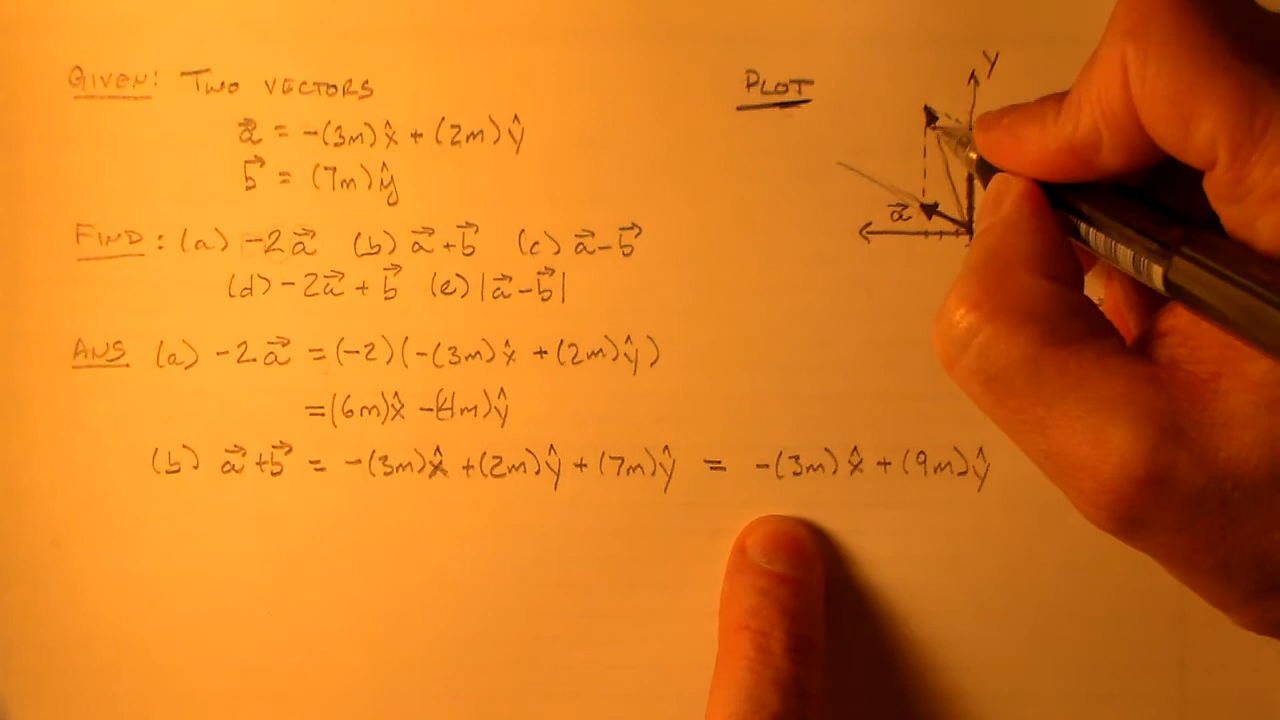 GIVEN: TWO VECTORS
PLOT
Y
a⃗ = -(3m)x̂ + (2m)ŷ
b⃗ = (7m)ŷ
a⃗
FIND: (a) -2a⃗ (b) a⃗+b⃗ (c) a⃗-b⃗
(d) -2a⃗ + b⃗ (e) |a⃗-b⃗|
ANS (a) -2a⃗ = (-2)(-(3m)x̂ + (2m)ŷ)
= (6m)x̂ -(4m)ŷ
(b) a⃗+b⃗ = -(3m)x̂ +(2m)ŷ +(7m)ŷ = -(3m)x̂ +(9m)ŷ